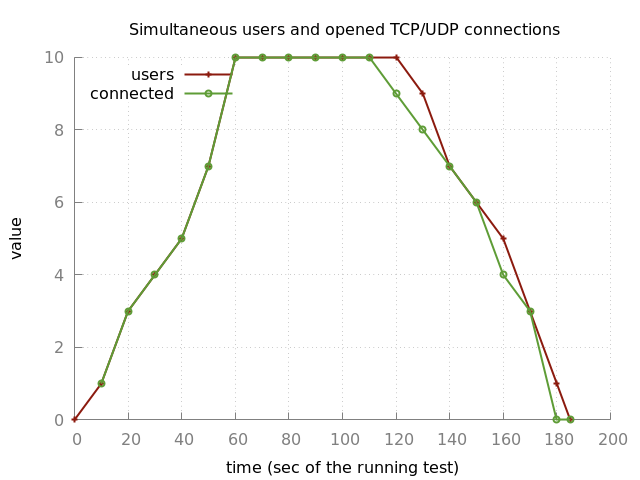 Simultaneous users and opened TCP/UDP connections
10
8
6
4
2
0
value
users
connected
0 20 40 60 80 100 120 140 160 180 200
time (sec of the running test)